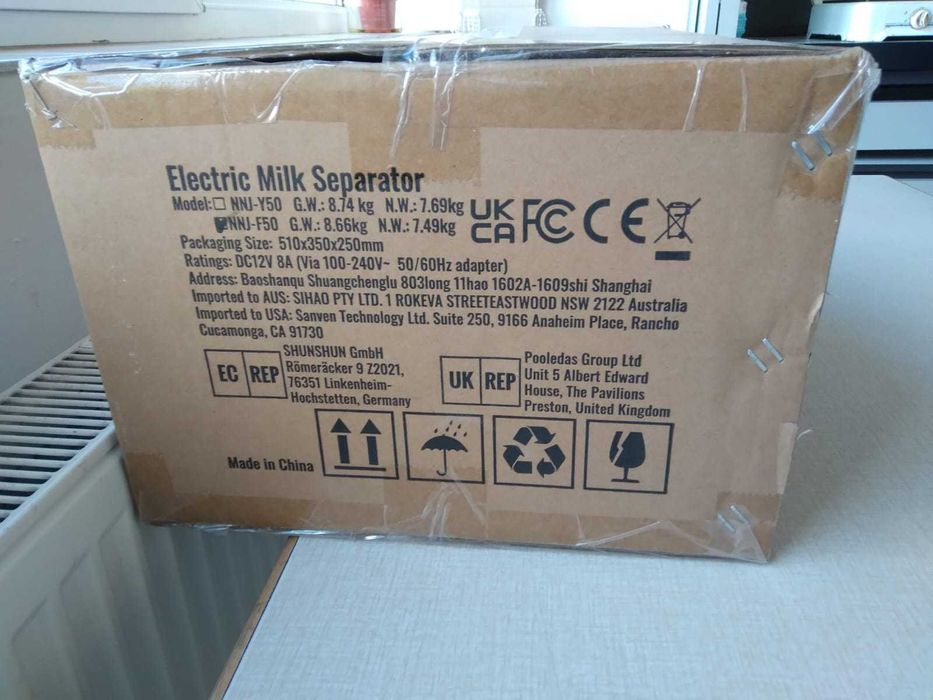 Electric Milk Separator
Model:☐ NNJ-Y50 G.W.: 8.74 kg N.W.: 7.69kg
☑NNJ-F50 G.W.: 8.66kg N.W.: 7.49kg
UK
CA FC CE
Packaging Size: 510x350x250mm
Ratings: DC12V 8A (Via 100-240V~ 50/60Hz adapter)
Address: Baoshanqu Shuangchenglu 803long 11hao 1602A-1609shi Shanghai
Imported to AUS: SIHAO PTY LTD. 1 ROKEVA STREETEASTWOOD NSW 2122 Australia
Imported to USA: Sanven Technology Ltd. Suite 250, 9166 Anaheim Place, Rancho
Cucamonga, CA 91730
EC REP
SHUNSHUN GmbH
Römeräcker 9 Z2021,
76351 Linkenheim-
Hochstetten, Germany
UK REP
Pooledas Group Ltd
Unit 5 Albert Edward
House, The Pavilions
Preston, United Kingdom
Made in China